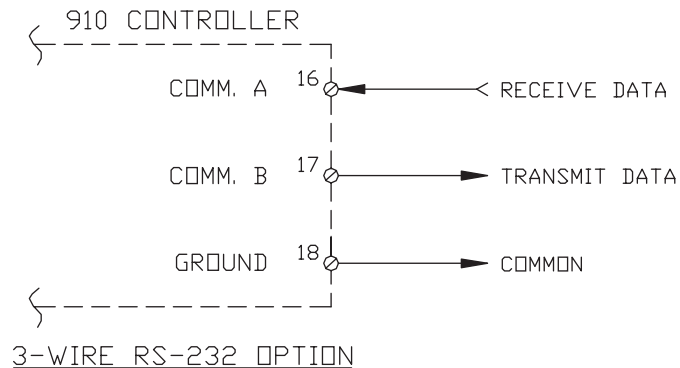 910 CONTROLLER
COMM. A 16 RECEIVE DATA
COMM. B 17 TRANSMIT DATA
GROUND 18 COMMON
3-WIRE RS-232 OPTION